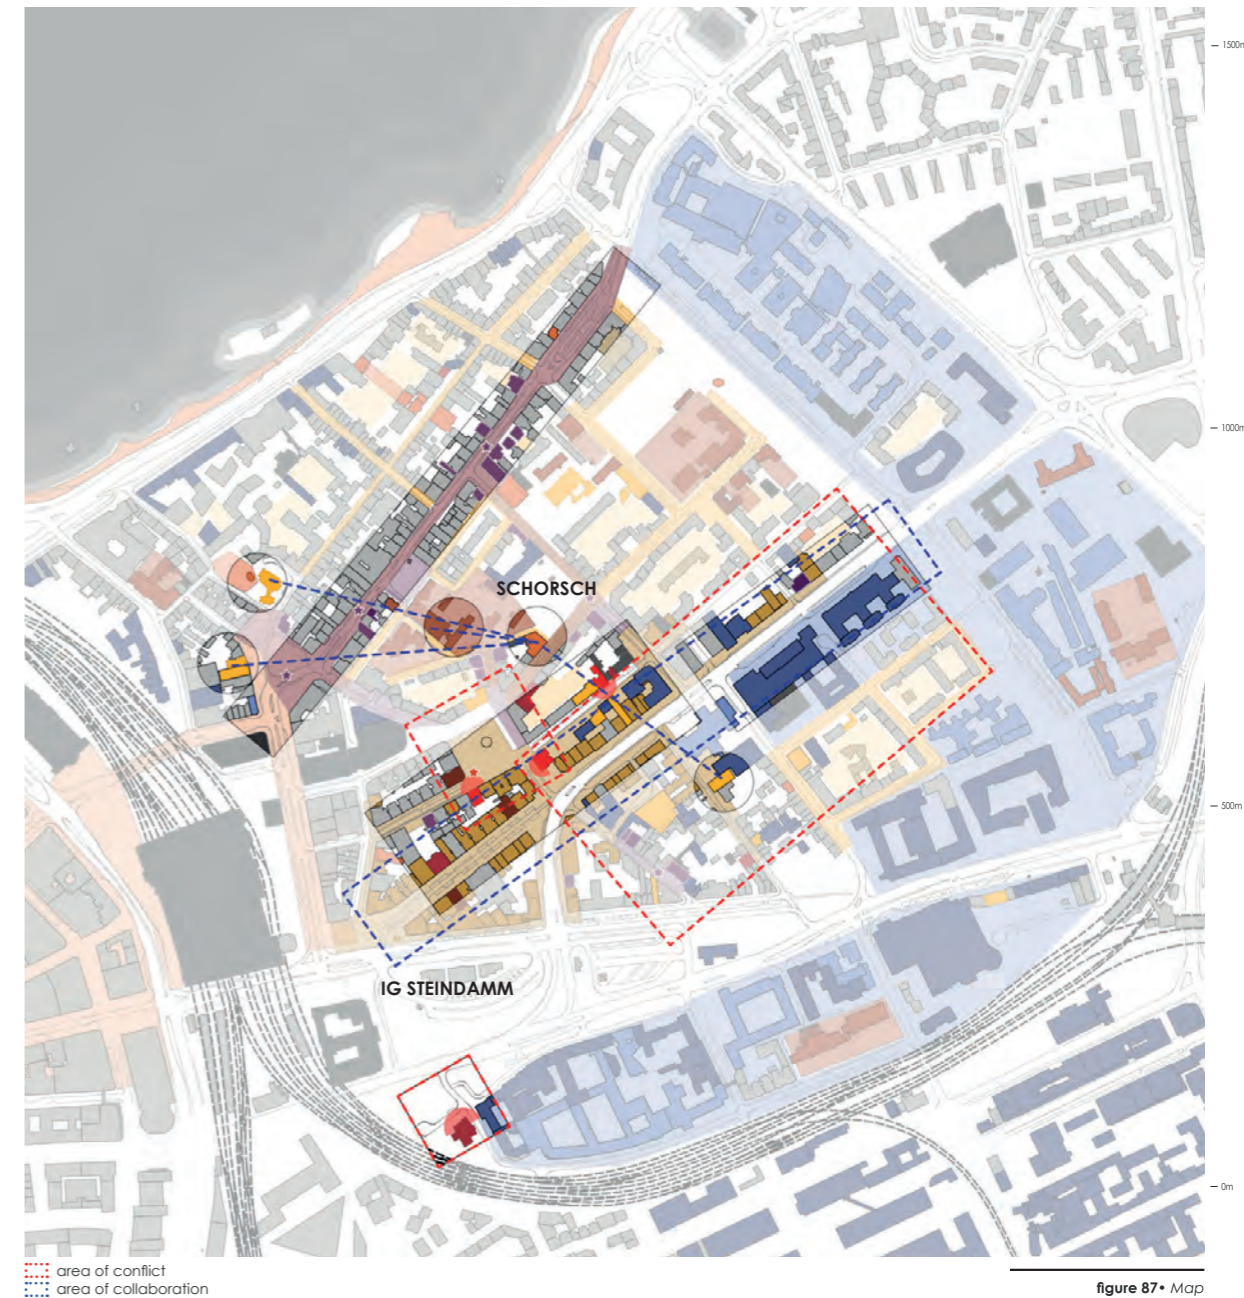 1500m
1000m
SCHORSCH
500m
IG STEINDAMM
0m
area of conflict
area of collaboration
figure 87• Map